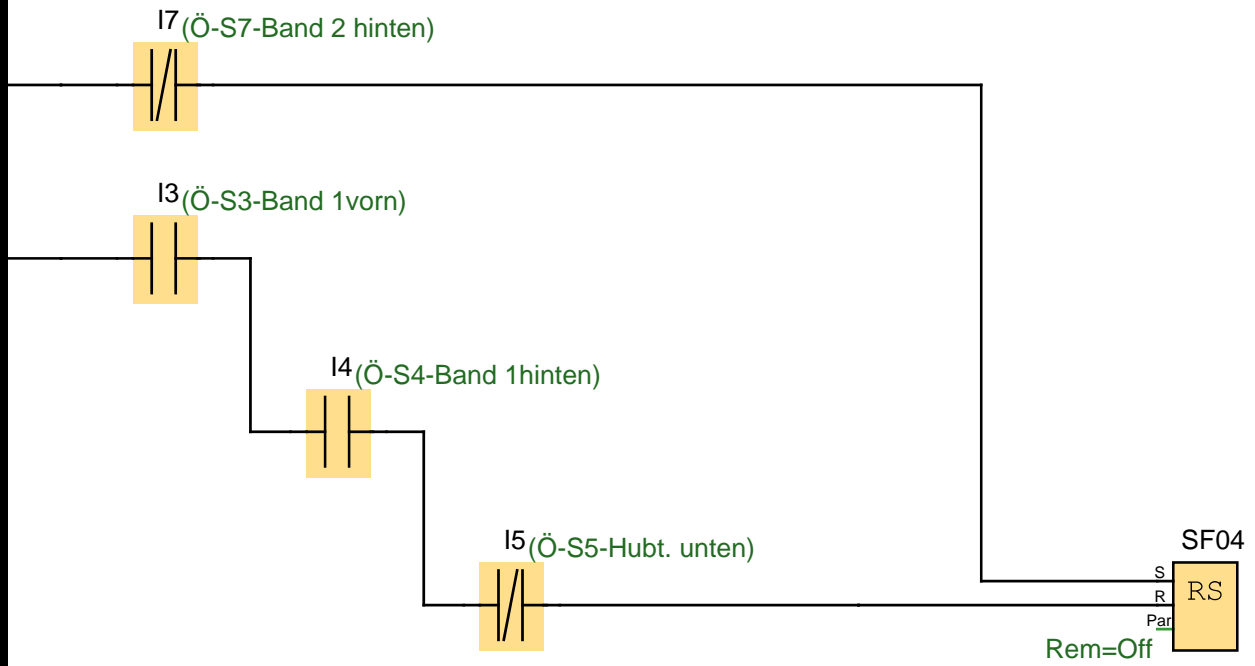 I7 (Ö-S7-Band 2 hinten)
I3 (Ö-S3-Band 1vorn)
I4 (Ö-S4-Band 1hinten)
I5 (Ö-S5-Hubt. unten)
SF04
S
R
RS
Par
Rem=Off